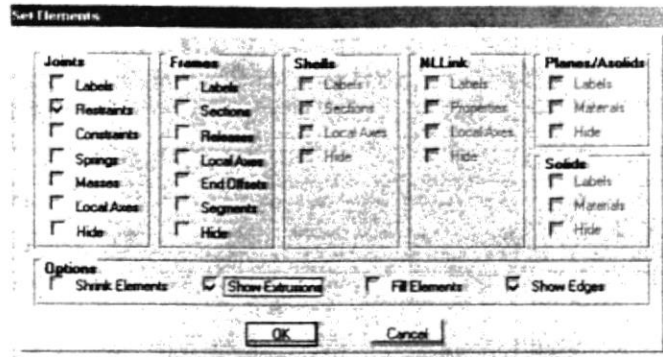 Set Elements
Joints
Labels
Restraints
Constraints
Springs
Masses
Local Axes
Hide
Frames
Labels
Sections
Releases
Local Axes
End Offsets
Segments
Hide
Shells
Labels
Sections
Local Axes
Hide
NLLink
Labels
Properties
Local Axes
Hide
Planes/Asolids
Labels
Materials
Hide
Solids
Labels
Materials
Hide
Options
Shrink Elements
Show Extrusions
Fill Elements
Show Edges
OK
Cancel